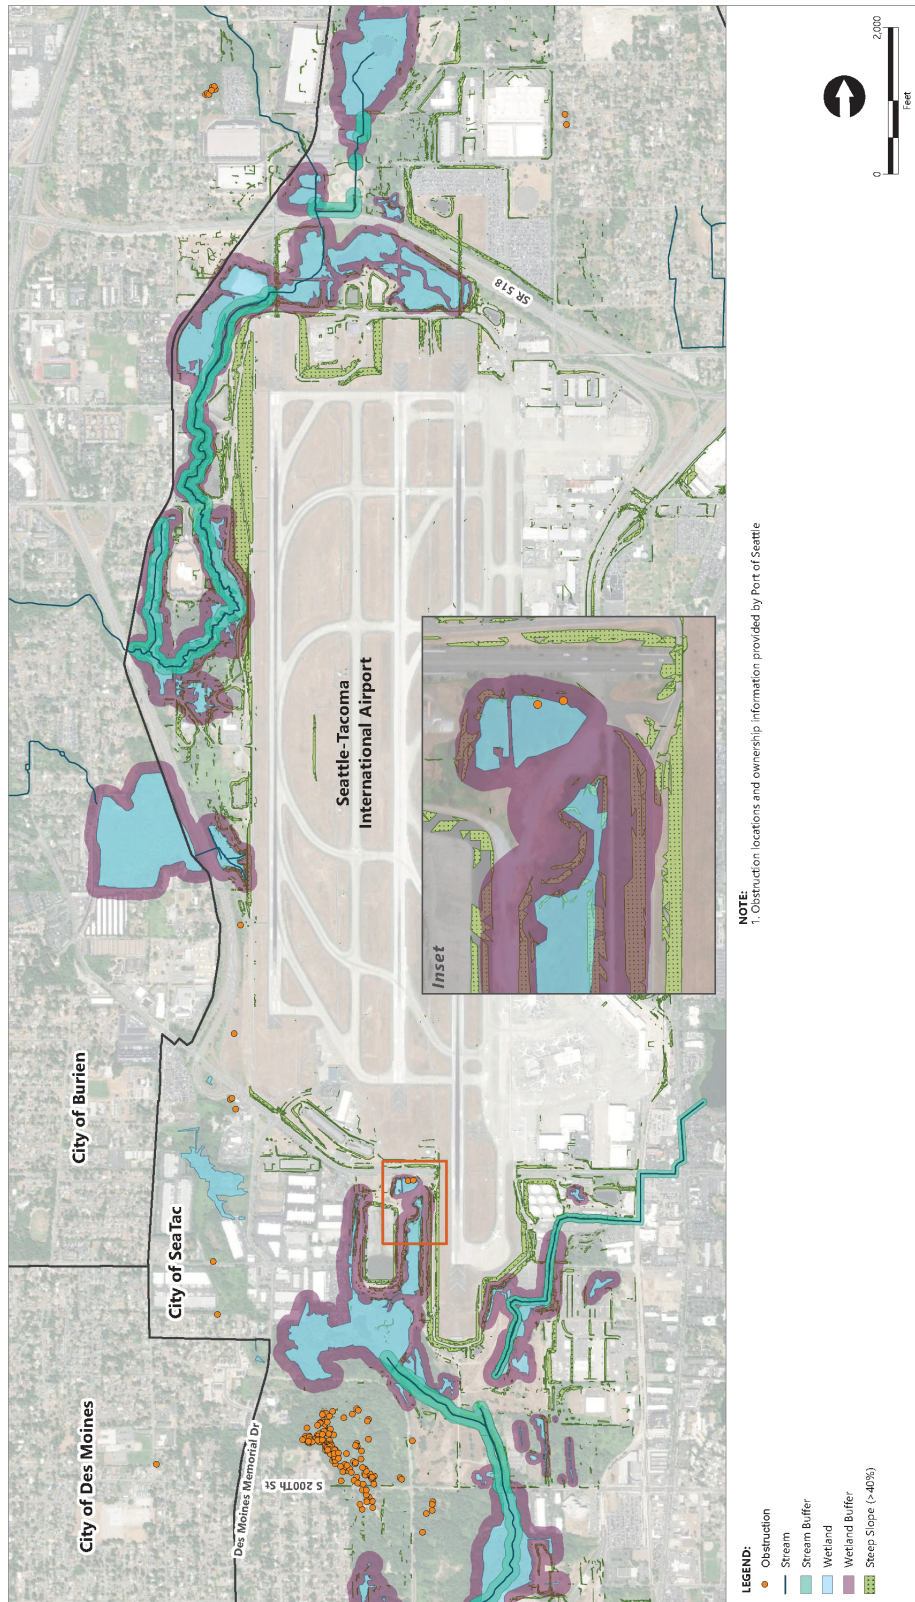 City of Burien
City of SeaTac
City of Des Moines
Des Moines Memorial Dr
S 200Th St
SR 518
Seattle-Tacoma
International Airport
Inset
2,000
0
Feet
NOTE:
1. Obstruction locations and ownership information provided by Port of Seattle
LEGEND:
Obstruction
Stream
Stream Buffer
Wetland
Wetland Buffer
Steep Slope (>40%)